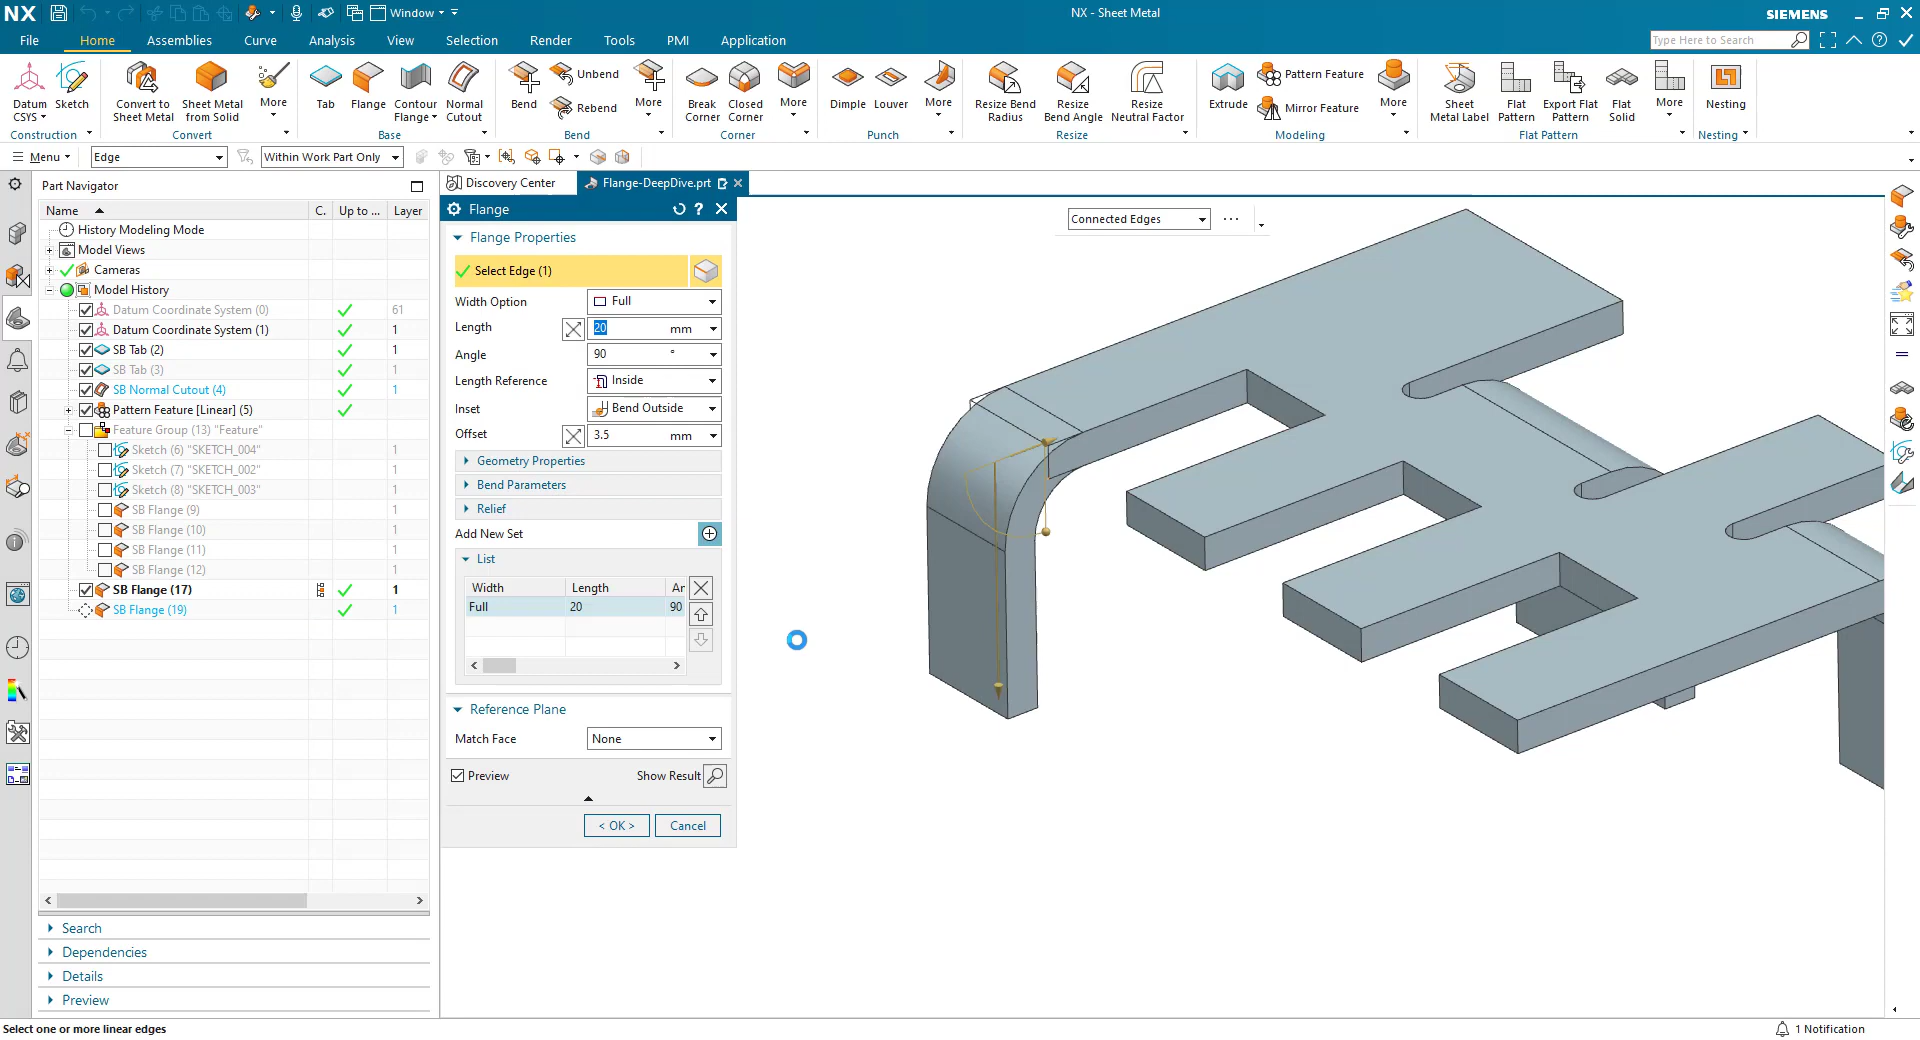 NX
Window
NX - Sheet Metal
SIEMENS
File
Home
Assemblies
Curve
Analysis
View
Selection
Render
Tools
PMI
Application
Type Here to Search
Datum CSYS
Sketch
Convert to Sheet Metal
Sheet Metal from Solid
More
Tab
Flange
Contour Flange
Normal Cutout
Bend
Unbend
Rebend
More
Break Corner
Closed Corner
More
Dimple
Louver
More
Resize Bend Radius
Resize Bend Angle
Resize Neutral Factor
Extrude
Pattern Feature
Mirror Feature
More
Sheet Metal Label
Flat Pattern
Export Flat Pattern
Flat Solid
More
Nesting
Construction
Convert
Base
Bend
Corner
Punch
Resize
Modeling
Flat Pattern
Nesting
Menu
Edge
Within Work Part Only
Part Navigator
Name
C.
Up to ...
Layer
History Modeling Mode
Model Views
Cameras
Model History
Datum Coordinate System (0)
61
Datum Coordinate System (1)
1
SB Tab (2)
1
SB Tab (3)
1
SB Normal Cutout (4)
1
Pattern Feature [Linear] (5)
1
Feature Group (13) "Feature"
Sketch (6) "SKETCH_004"
1
Sketch (7) "SKETCH_002"
1
Sketch (8) "SKETCH_003"
1
SB Flange (9)
1
SB Flange (10)
1
SB Flange (11)
1
SB Flange (12)
1
SB Flange (17)
1
SB Flange (19)
1
Search
Dependencies
Details
Preview
Discovery Center
Flange-DeepDive.prt
Flange
?
Flange Properties
Select Edge (1)
Width Option
Full
Length
20
mm
Angle
90
°
Length Reference
Inside
Inset
Bend Outside
Offset
3.5
mm
Geometry Properties
Bend Parameters
Relief
Add New Set
List
Width
Length
Ar
Full
20
90
Reference Plane
Match Face
None
Preview
Show Result
< OK >
Cancel
Connected Edges
Select one or more linear edges
1 Notification